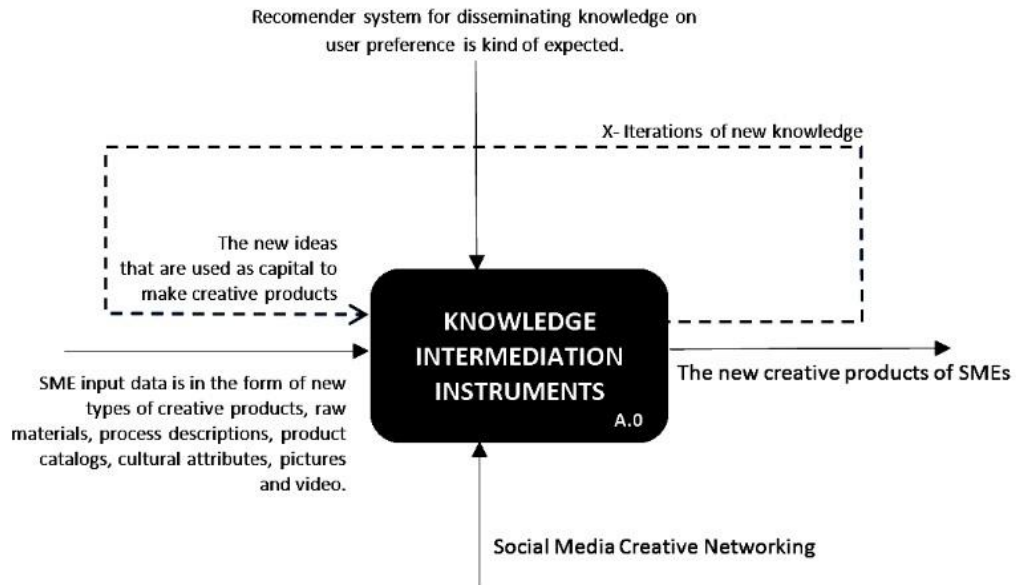 Recomender system for disseminating knowledge on
user preference is kind of expected.
X- Iterations of new knowledge
The new ideas
that are used as capital to
make creative products
KNOWLEDGE
INTERMEDIATION
INSTRUMENTS
A.0
SME input data is in the form of new
types of creative products, raw
materials, process descriptions, product
catalogs, cultural attributes, pictures
and video.
The new creative products of SMEs
Social Media Creative Networking